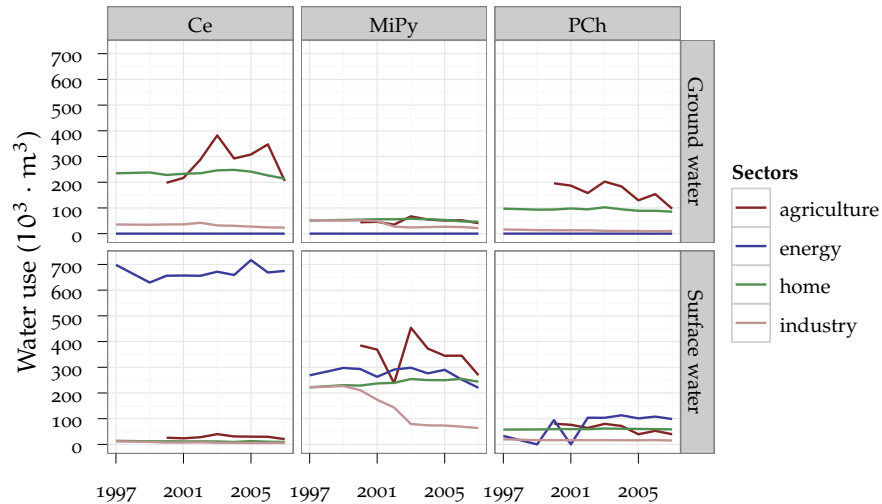 Ce MiPy PCh
Water use (10³ · m³)
700
600
500
400
300
200
100
0
Ground water
700
600
500
400
300
200
100
0
Surface water
1997 2001 2005 1997 2001 2005 1997 2001 2005
Sectors
agriculture
energy
home
industry